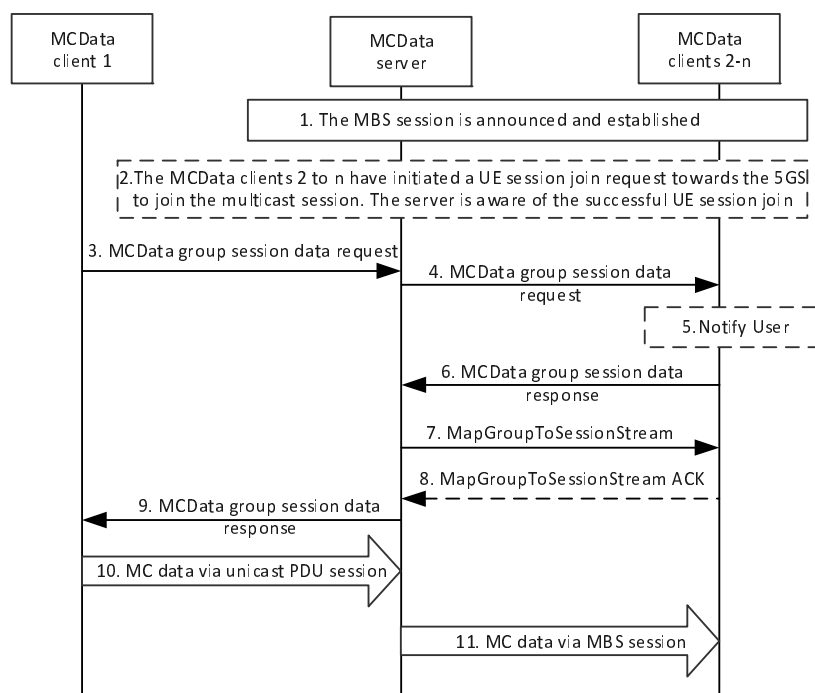 MCData
client 1
MCData
server
MCData
clients 2-n
1. The MBS session is announced and established
2.The MCData clients 2 to n have initiated a UE session join request towards the 5GS
to join the multicast session. The server is aware of the successful UE session join
3. MCData group session data request
4. MCData group session data
request
5.Notify User
6. MCData group session data
response
7. MapGroupToSessionStream
8. MapGroupToSessionStream ACK
9. MCData group session data
response
10. MC data via unicast PDU session
11. MC data via MBS session